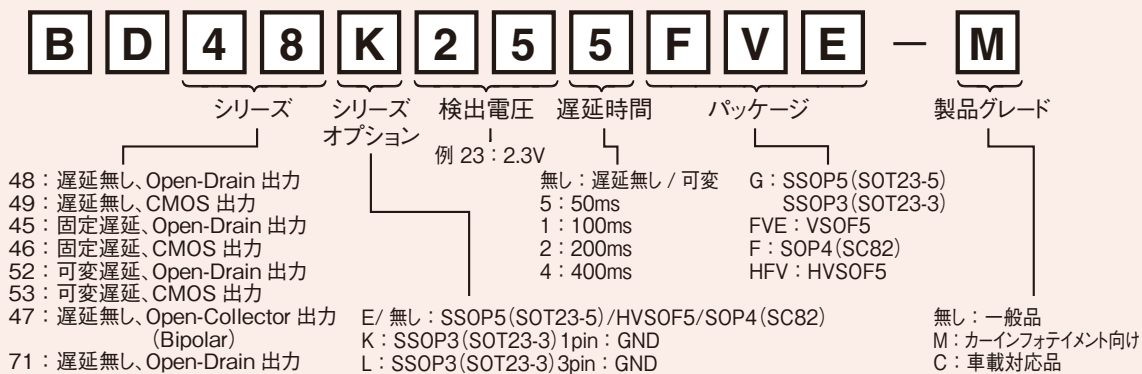 BD48K255FVE－M
シリーズ
シリーズ
オプション
検出電圧
遅延時間
パッケージ
製品グレード
例 23：2.3V
48：遅延無し、Open-Drain 出力
49：遅延無し、CMOS 出力
45：固定遅延、Open-Drain 出力
46：固定遅延、CMOS 出力
52：可変遅延、Open-Drain 出力
53：可変遅延、CMOS 出力
47：遅延無し、Open-Collector 出力
(Bipolar)
71：遅延無し、Open-Drain 出力
E/ 無し：SSOP5(SOT23-5)/HVSOF5/SOP4(SC82)
K：SSOP3(SOT23-3)1pin：GND
L：SSOP3(SOT23-3)3pin：GND
無し：遅延無し / 可変
5：50ms
1：100ms
2：200ms
4：400ms
G：SSOP5(SOT23-5)
SSOP3(SOT23-3)
FVE：VSOF5
F：SOP4(SC82)
HFV：HVSOF5
無し：一般品
M：カーインフォテイメント向け
C：車載対応品